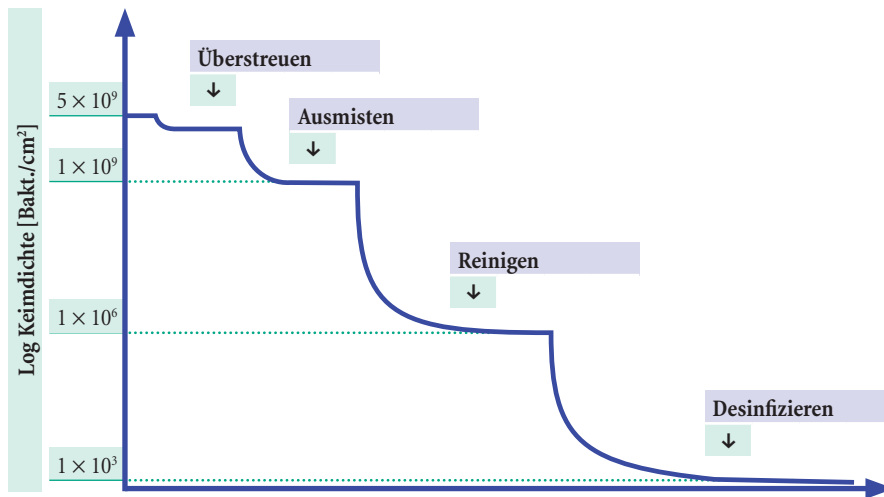 Log Keimdichte [Bakt./cm²]
5 × 10⁹
1 × 10⁹
1 × 10⁶
1 × 10³
Überstreuen
↓
Ausmisten
↓
Reinigen
↓
Desinfizieren
↓